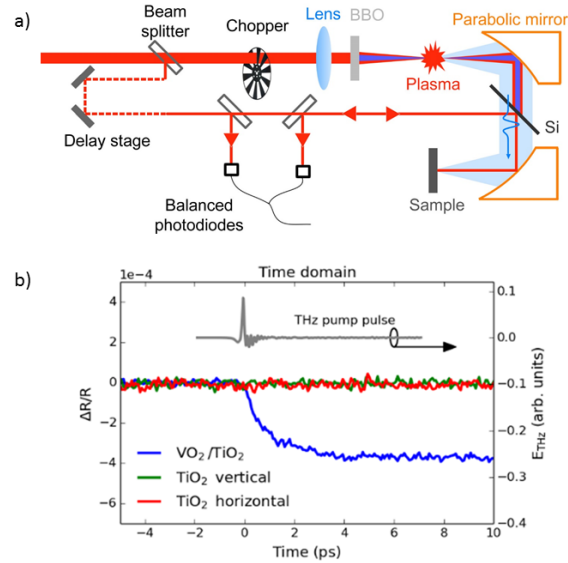 a)
Beam
splitter
Chopper
Lens
BBO
Parabolic mirror
Plasma
Si
Delay stage
Sample
Balanced
photodiodes
b)
1e−4
Time domain
4
2
0
−2
−4
−6
ΔR/R
THz pump pulse
VO2/TiO2
TiO2 vertical
TiO2 horizontal
0.1
0.0
−0.1
−0.2
−0.3
−0.4
ETHz (arb. units)
−4 −2 0 2 4 6 8 10
Time (ps)